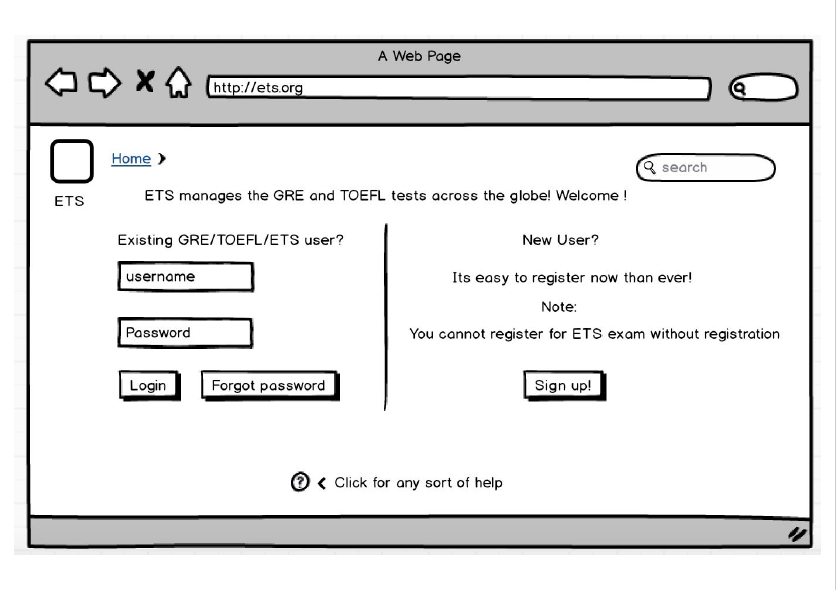 A Web Page
http://ets.org
Home
search
ETS
ETS manages the GRE and TOEFL tests across the globe! Welcome !
Existing GRE/TOEFL/ETS user?
username
Password
Login
Forgot password
New User?
Its easy to register now than ever!
Note:
You cannot register for ETS exam without registration
Sign up!
? < Click for any sort of help